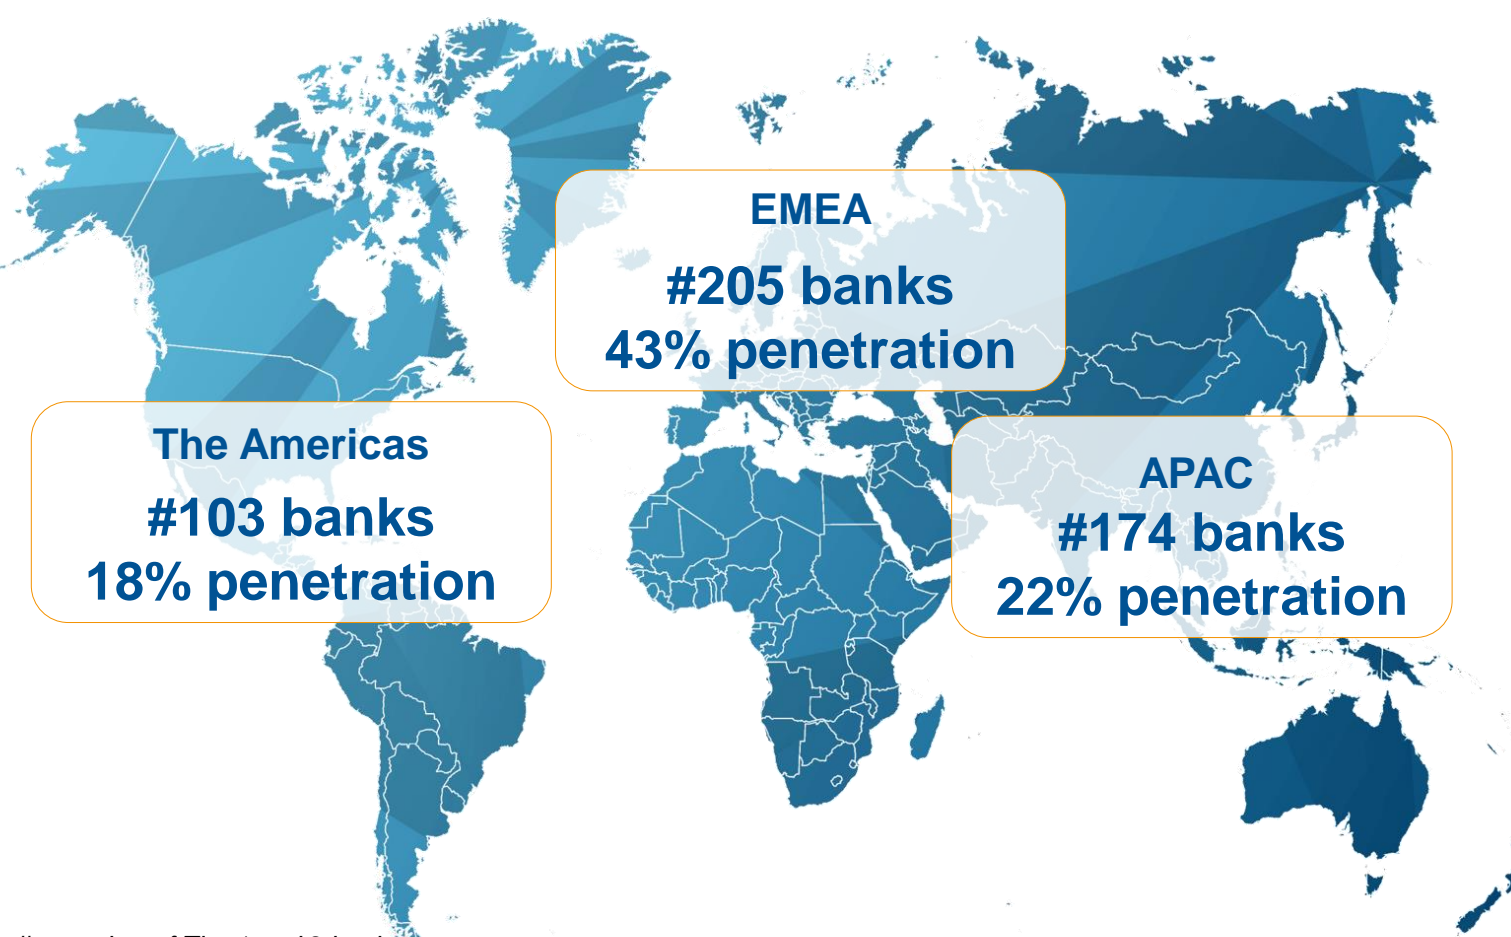 EMEA
#205 banks
43% penetration
The Americas
#103 banks
18% penetration
APAC
#174 banks
22% penetration